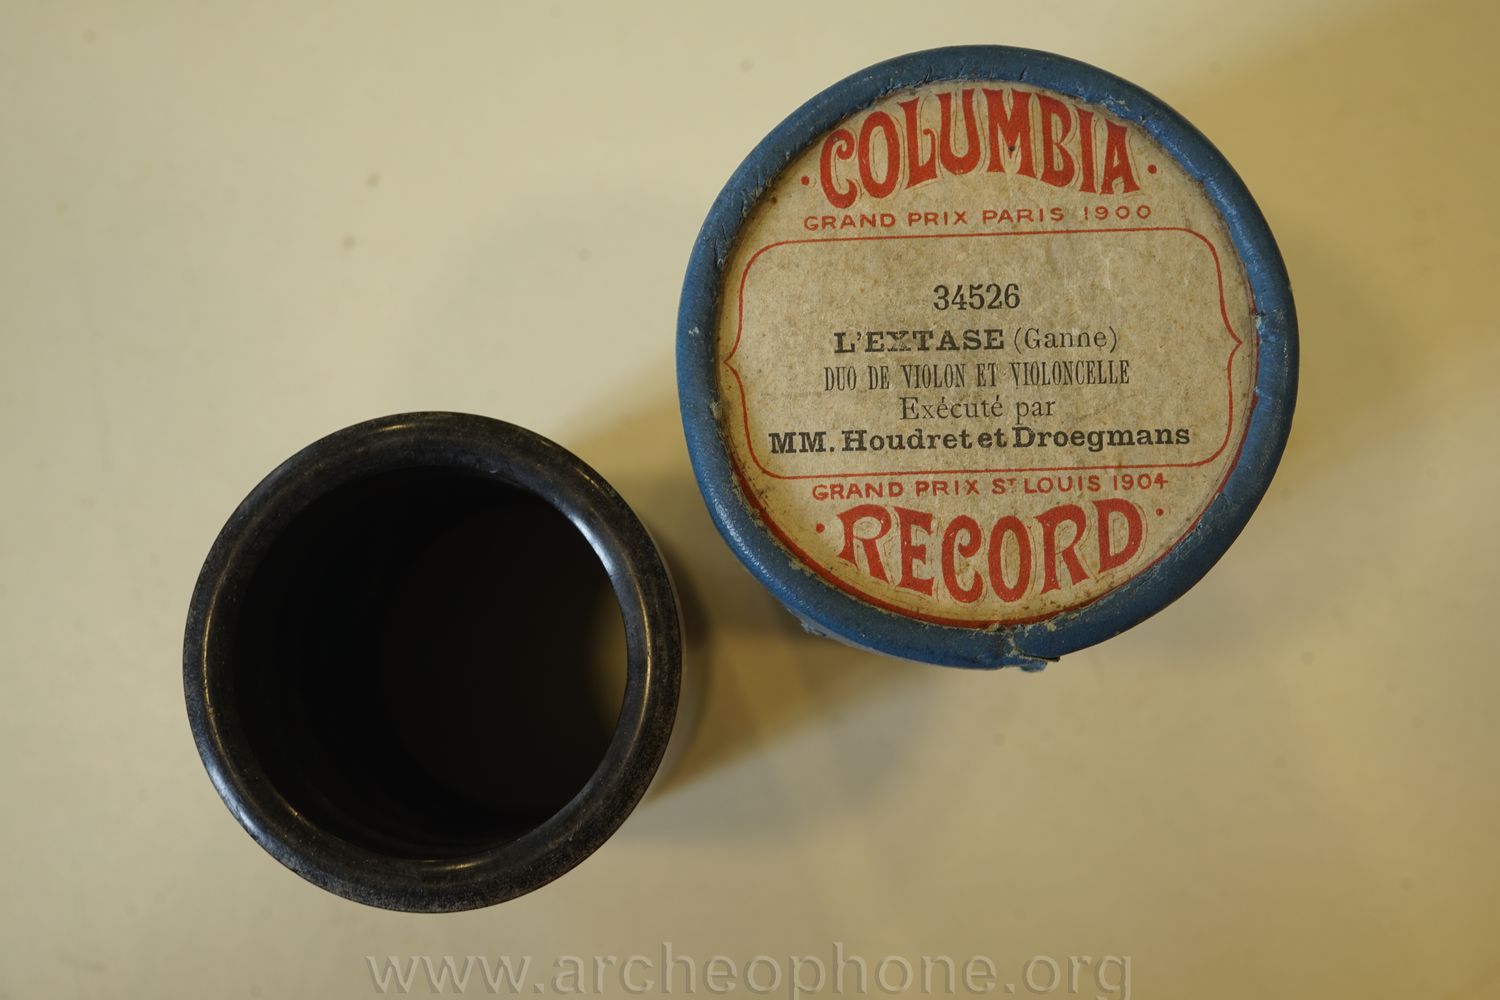 COLUMBIA
GRAND PRIX PARIS 1900
34526
L'EXTASE (Ganne)
DUO DE VIOLON ET VIOLONCELLE
Exécuté par
MM. Houdret et Droegmans
GRAND PRIX ST LOUIS 1904
RECORD
www.archeophone.org